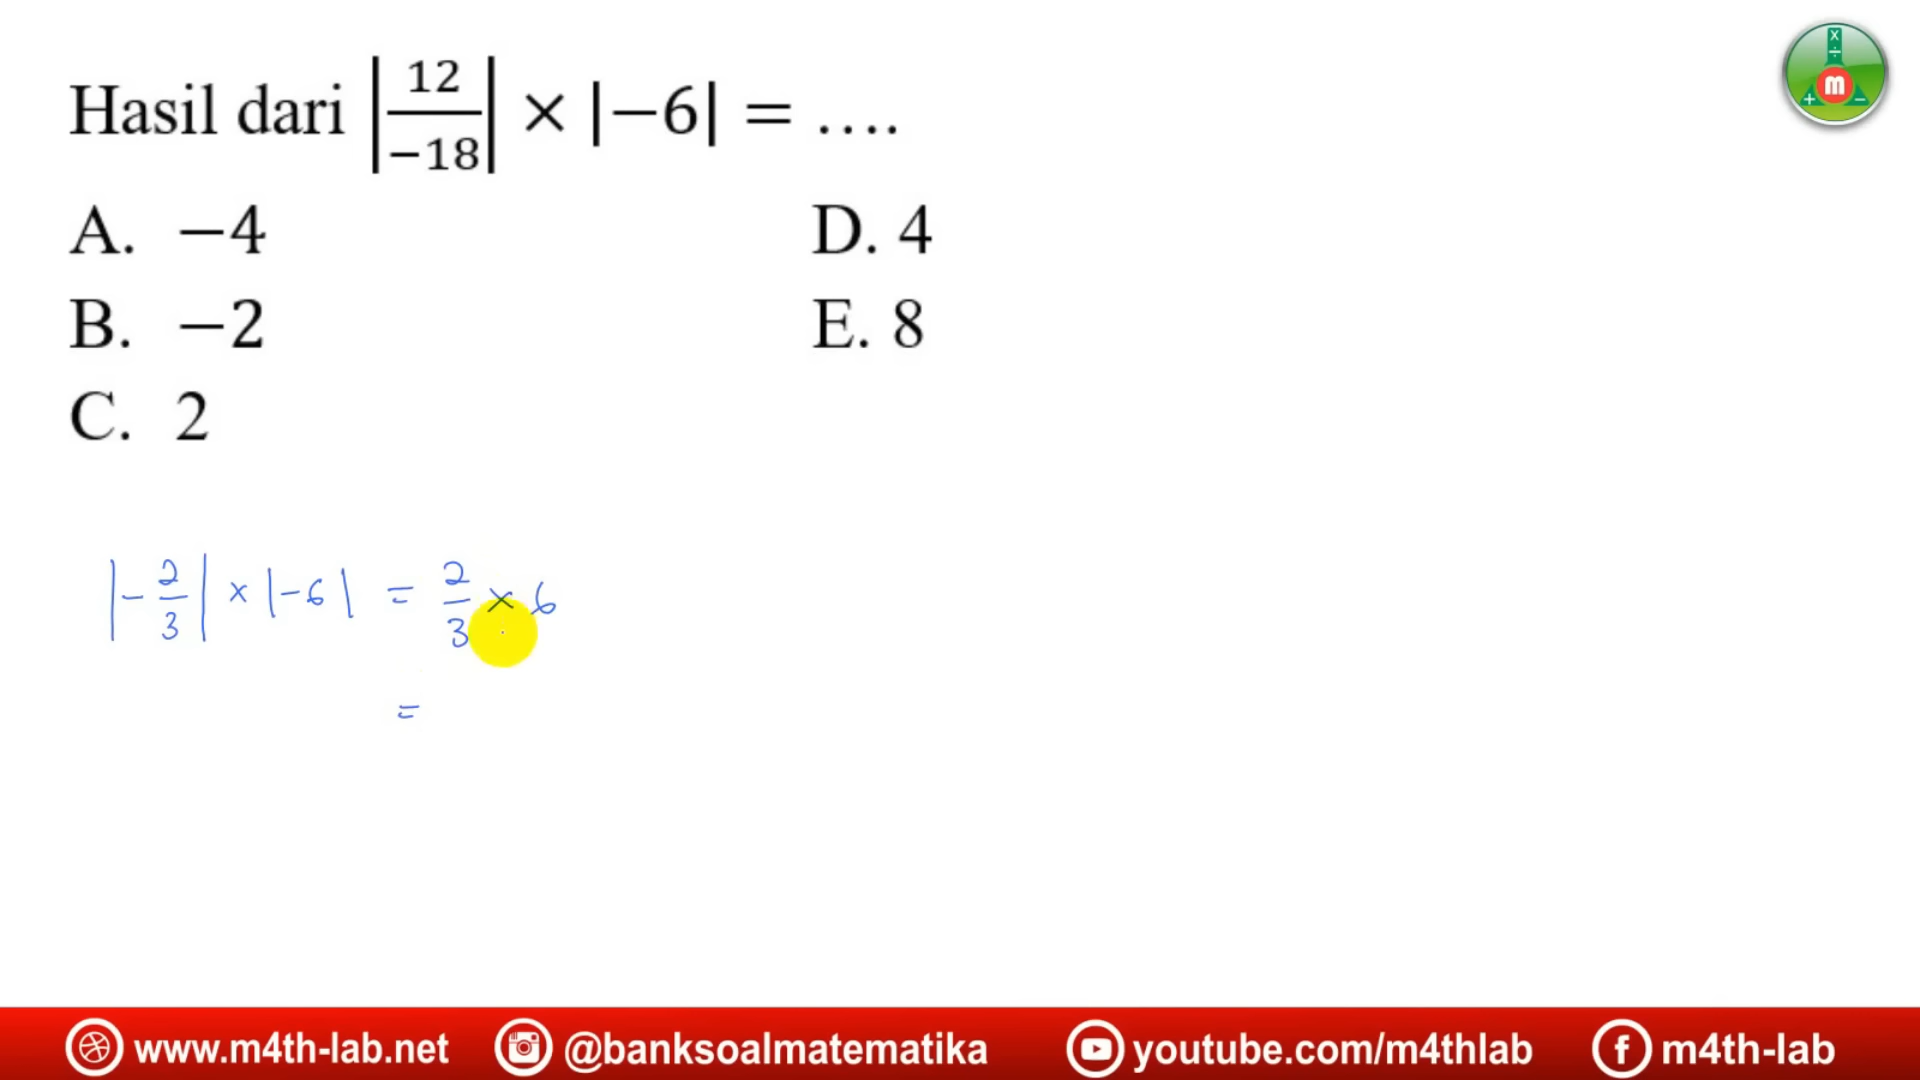 Hasil dari |12/−18| × |−6| = ....
A. −4
B. −2
C. 2
D. 4
E. 8
|−2/3| × |−6| = 2/3 × 6
=
x
÷
m
+ −
www.m4th-lab.net @banksoalmatematika youtube.com/m4thlab f m4th-lab